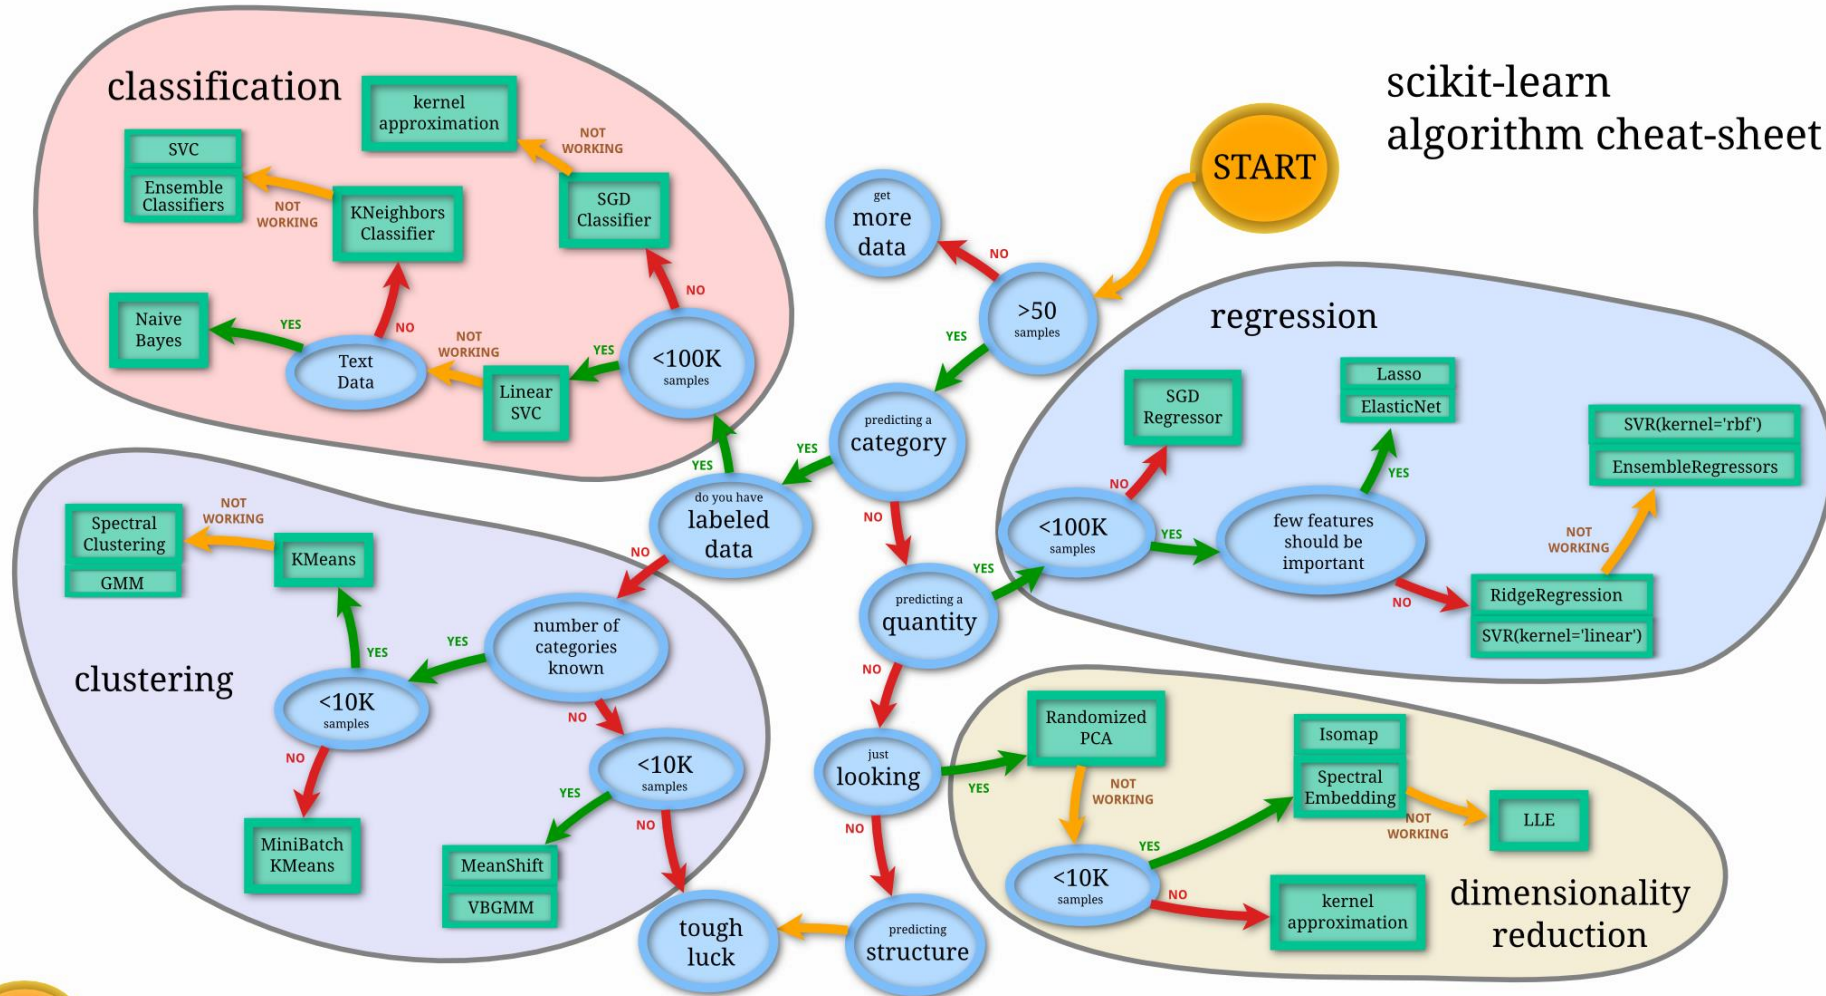 scikit-learn
algorithm cheat-sheet
START
>50
samples
NO
get
more
data
YES
predicting a
category
YES
do you have
labeled
data
YES
NO
classification
<100K
samples
NO
SGD
Classifier
NOT
WORKING
kernel
approximation
YES
Linear
SVC
NOT
WORKING
Text
Data
YES
Naive
Bayes
NO
KNeighbors
Classifier
NOT
WORKING
SVC
Ensemble
Classifiers
clustering
number of
categories
known
YES
<10K
samples
YES
KMeans
NOT
WORKING
Spectral
Clustering
GMM
NO
MiniBatch
KMeans
NO
<10K
samples
YES
MeanShift
VBGMM
NO
tough
luck
NO
predicting a
quantity
YES
regression
<100K
samples
NO
SGD
Regressor
YES
few features
should be
important
YES
Lasso
ElasticNet
NO
RidgeRegression
SVR(kernel='linear')
NOT
WORKING
SVR(kernel='rbf')
EnsembleRegressors
NO
just
looking
YES
dimensionality
reduction
Randomized
PCA
NOT
WORKING
<10K
samples
YES
Isomap
Spectral
Embedding
NOT
WORKING
LLE
NO
kernel
approximation
NO
predicting
structure